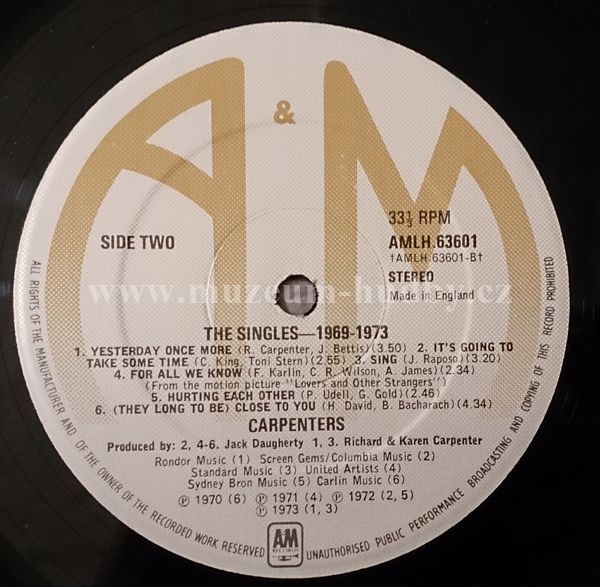 A & M
SIDE TWO
33⅓ RPM
AMLH.63601
†AMLH 63601-B†
STEREO
Made in England
www.muzeum-hudby.cz
THE SINGLES—1969-1973
1. YESTERDAY ONCE MORE (R. Carpenter, J. Bettis) (3.50) 2. IT'S GOING TO
TAKE SOME TIME (C. King, Toni Stern) (2.55) 3. SING (J. Raposo) (3.20)
4. FOR ALL WE KNOW (F. Karlin, C. R. Wilson, A. James) (2.34)
(From the motion picture "Lovers and Other Strangers")
5. HURTING EACH OTHER (P. Udell, G. Gold) (2.46)
6. (THEY LONG TO BE) CLOSE TO YOU (H. David, B. Bacharach) (4.34)
CARPENTERS
Produced by: 2, 4-6, Jack Daugherty 1, 3. Richard & Karen Carpenter
Rondor Music (1) Screen Gems/Columbia Music (2)
Standard Music (3) United Artists (4)
Sydney Bron Music (5) Carlin Music (6)
℗ 1970 (6) ℗ 1971 (4) ℗ 1972 (2, 5)
℗ 1973 (1, 3)
AM
RECORDS
ALL RIGHTS OF THE MANUFACTURER AND OF THE OWNER OF THE RECORDED WORK RESERVED
UNAUTHORISED PUBLIC PERFORMANCE BROADCASTING AND COPYING OF THIS RECORD PROHIBITED